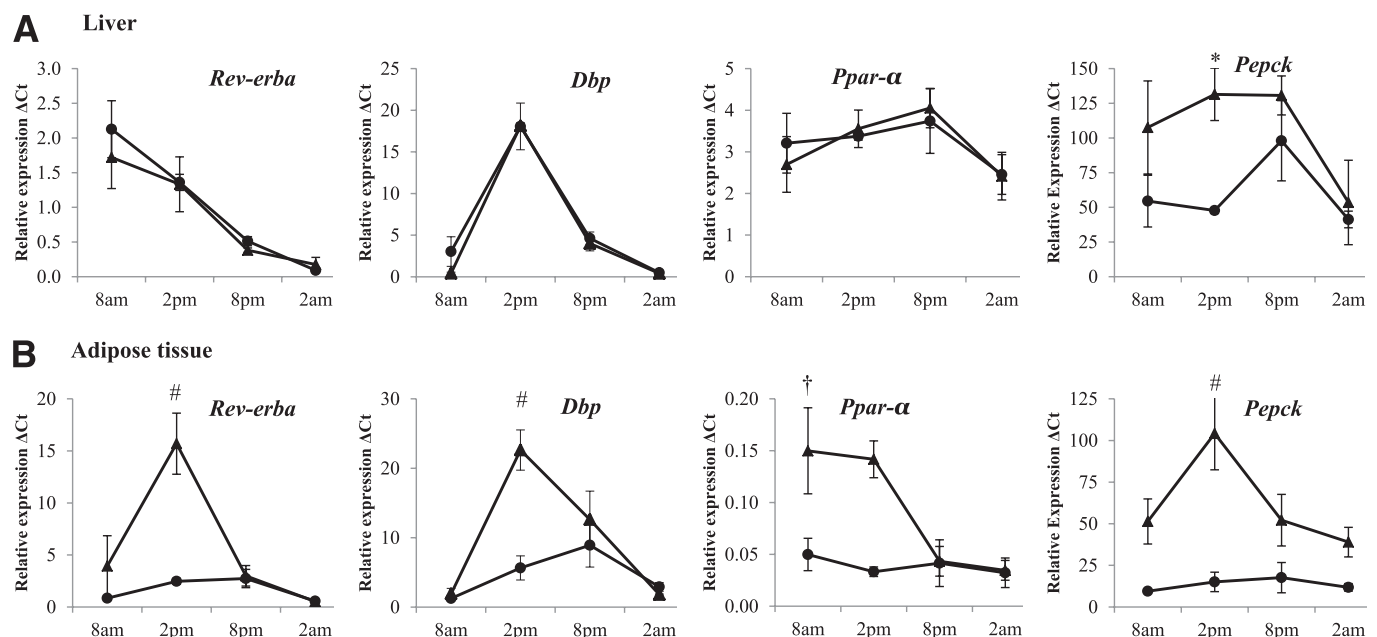 A Liver
Relative expression ΔCt
Rev-erba
3.0
2.5
2.0
1.5
1.0
0.5
0.0
8am 2pm 8pm 2am
Relative expression ΔCt
Dbp
25
20
15
10
5
0
8am 2pm 8pm 2am
Relative expression ΔCt
Ppar-α
5
4
3
2
1
0
8am 2pm 8pm 2am
Relative Expression ΔCt
* Pepck
150
125
100
75
50
25
0
8am 2pm 8pm 2am
B Adipose tissue
Relative expression ΔCt
#
Rev-erba
20
15
10
5
0
8am 2pm 8pm 2am
Relative expression ΔCt
#
Dbp
30
20
10
0
8am 2pm 8pm 2am
Relative expression ΔCt
†
Ppar-α
0.20
0.15
0.10
0.05
0.00
8am 2pm 8pm 2am
Relative Expression ΔCt
#
Pepck
125
100
75
50
25
0
8am 2pm 8pm 2am